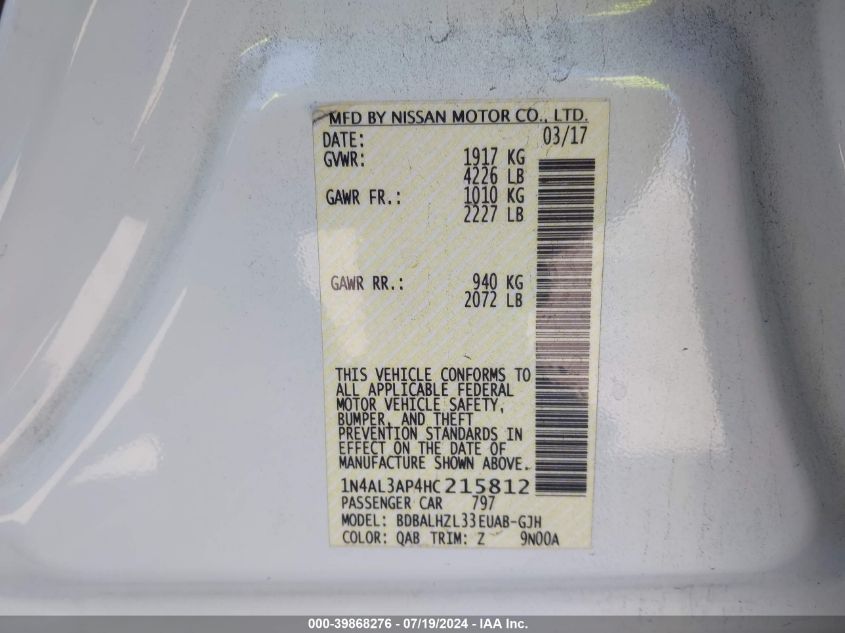 MFD BY NISSAN MOTOR CO., LTD.
DATE: 03/17
GVWR: 1917 KG
4226 LB
GAWR FR.: 1010 KG
2227 LB
GAWR RR.: 940 KG
2072 LB
THIS VEHICLE CONFORMS TO
ALL APPLICABLE FEDERAL
MOTOR VEHICLE SAFETY,
BUMPER, AND THEFT
PREVENTION STANDARDS IN
EFFECT ON THE DATE OF
MANUFACTURE SHOWN ABOVE.
1N4AL3AP4HC215812
PASSENGER CAR 797
MODEL: BDBALHZL33EUAB-GJH
COLOR: QAB TRIM: Z 9N00A
000-39868276 - 07/19/2024 - IAA Inc.